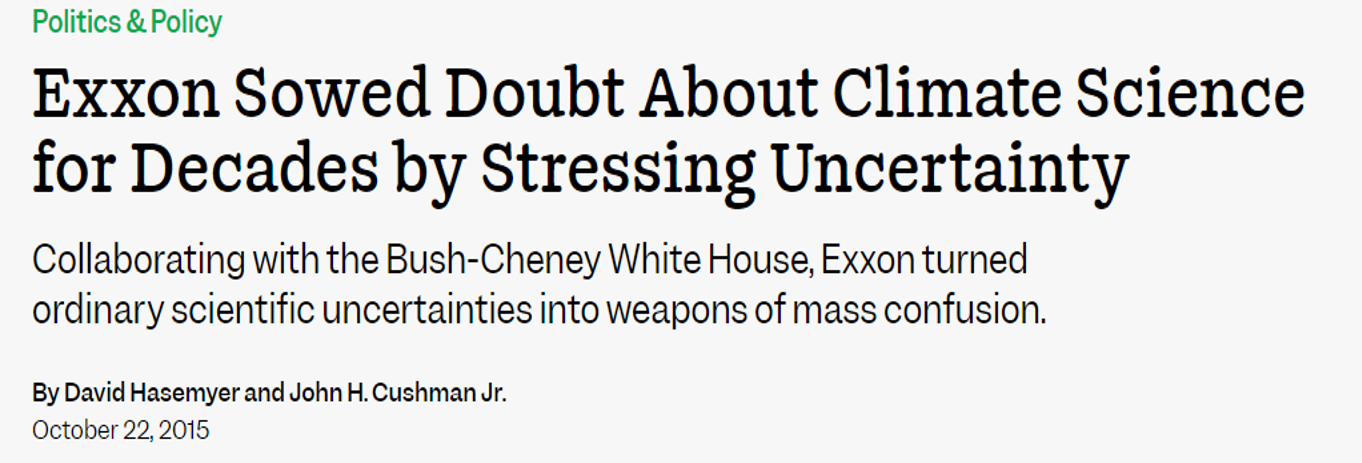 Politics & Policy
Exxon Sowed Doubt About Climate Science
for Decades by Stressing Uncertainty
Collaborating with the Bush-Cheney White House, Exxon turned
ordinary scientific uncertainties into weapons of mass confusion.
By David Hasemyer and John H. Cushman Jr.
October 22, 2015